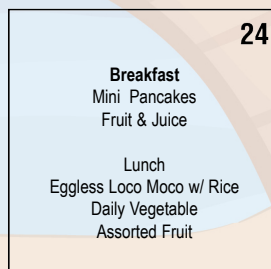 24
Breakfast
Mini Pancakes
Fruit & Juice
Lunch
Eggless Loco Moco w/ Rice
Daily Vegetable
Assorted Fruit